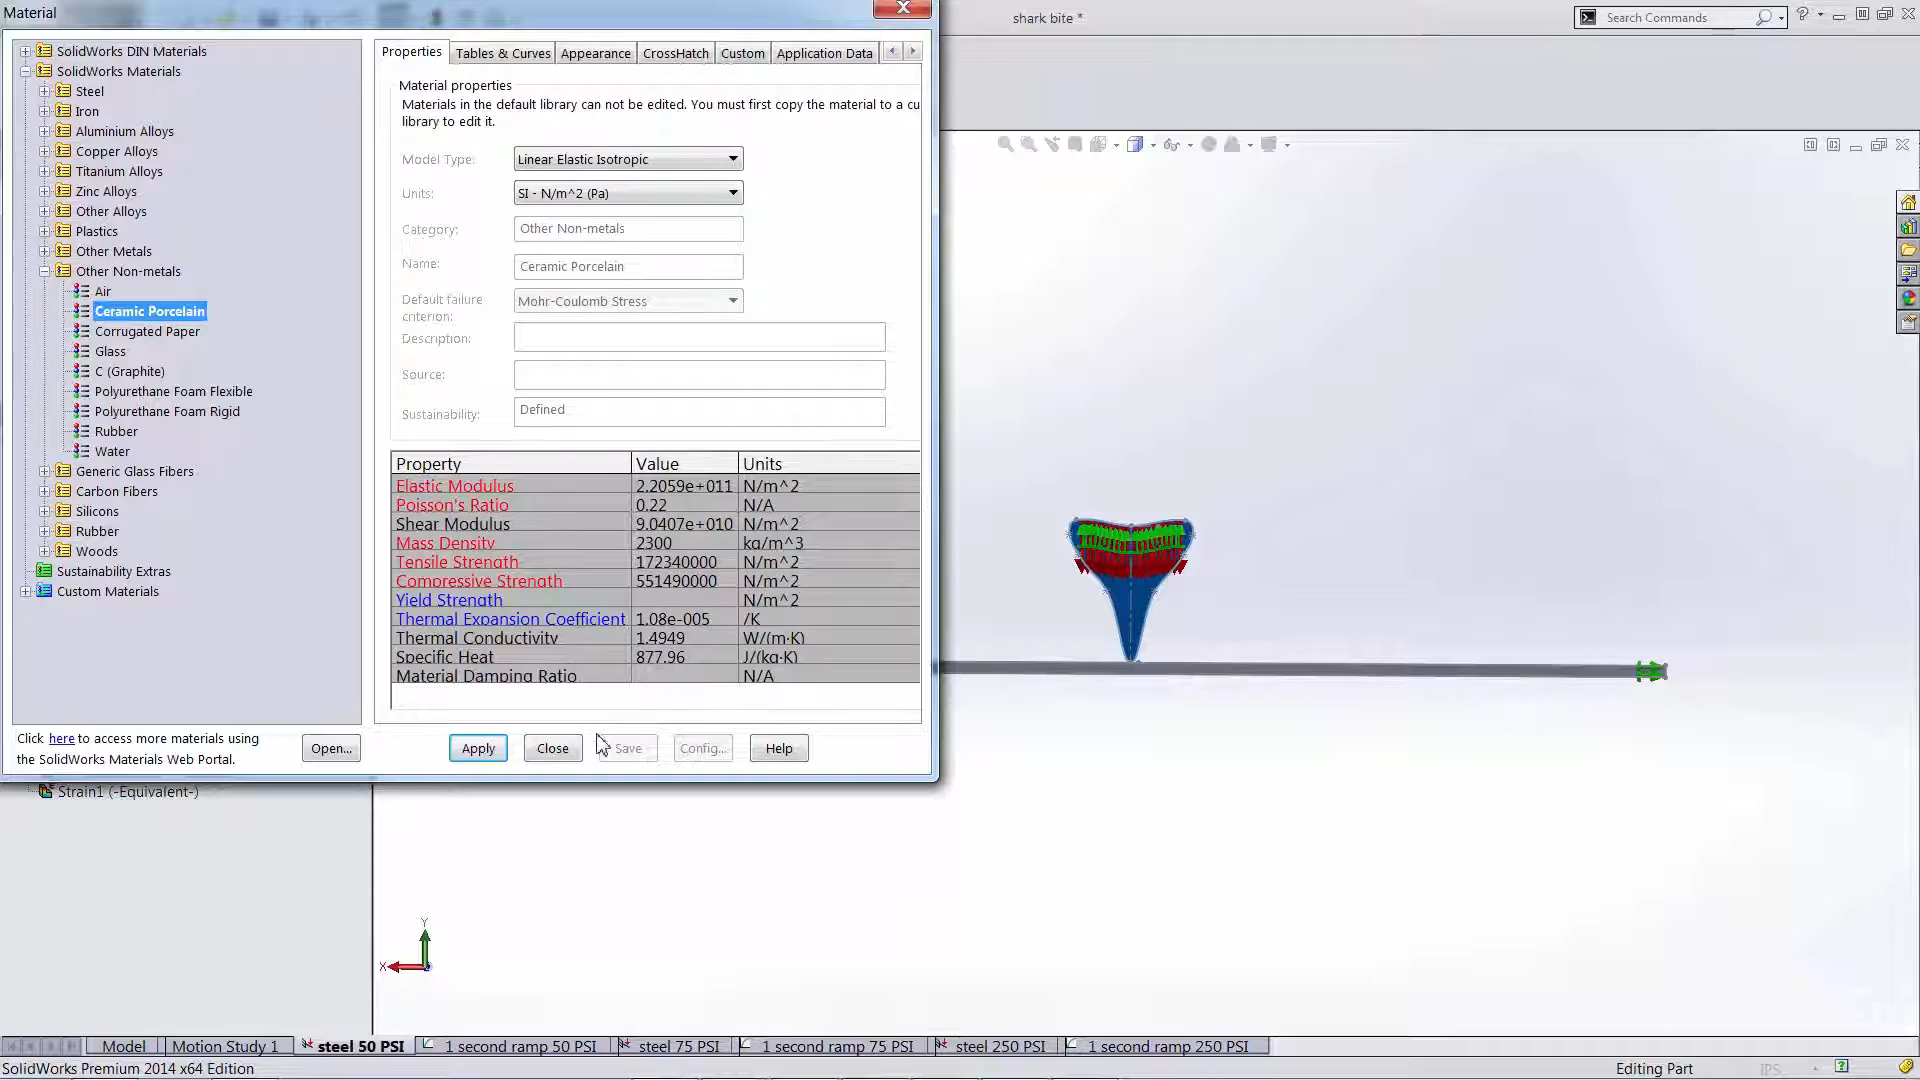 Material
shark bite *
Search Commands
SolidWorks DIN Materials
SolidWorks Materials
Steel
Iron
Aluminium Alloys
Copper Alloys
Titanium Alloys
Zinc Alloys
Other Alloys
Plastics
Other Metals
Other Non-metals
Air
Ceramic Porcelain
Corrugated Paper
Glass
C (Graphite)
Polyurethane Foam Flexible
Polyurethane Foam Rigid
Rubber
Water
Generic Glass Fibers
Carbon Fibers
Silicons
Rubber
Woods
Sustainability Extras
Custom Materials
Click here to access more materials using
the SolidWorks Materials Web Portal.
Open...
Properties Tables & Curves Appearance CrossHatch Custom Application Data
Material properties
Materials in the default library can not be edited. You must first copy the material to a cu
library to edit it.
Model Type: Linear Elastic Isotropic
Units: SI - N/m^2 (Pa)
Category: Other Non-metals
Name: Ceramic Porcelain
Default failure criterion: Mohr-Coulomb Stress
Description:
Source:
Sustainability: Defined
Property Value Units
Elastic Modulus 2.2059e+011 N/m^2
Poisson's Ratio 0.22 N/A
Shear Modulus 9.0407e+010 N/m^2
Mass Density 2300 kg/m^3
Tensile Strength 172340000 N/m^2
Compressive Strength 551490000 N/m^2
Yield Strength N/m^2
Thermal Expansion Coefficient 1.08e-005 /K
Thermal Conductivity 1.4949 W/(m·K)
Specific Heat 877.96 J/(kg·K)
Material Damping Ratio N/A
Apply Close Save Config... Help
Strain1 (-Equivalent-)
Y
X
Model Motion Study 1 steel 50 PSI 1 second ramp 50 PSI steel 75 PSI 1 second ramp 75 PSI steel 250 PSI 1 second ramp 250 PSI
SolidWorks Premium 2014 x64 Edition
Editing Part
IPS